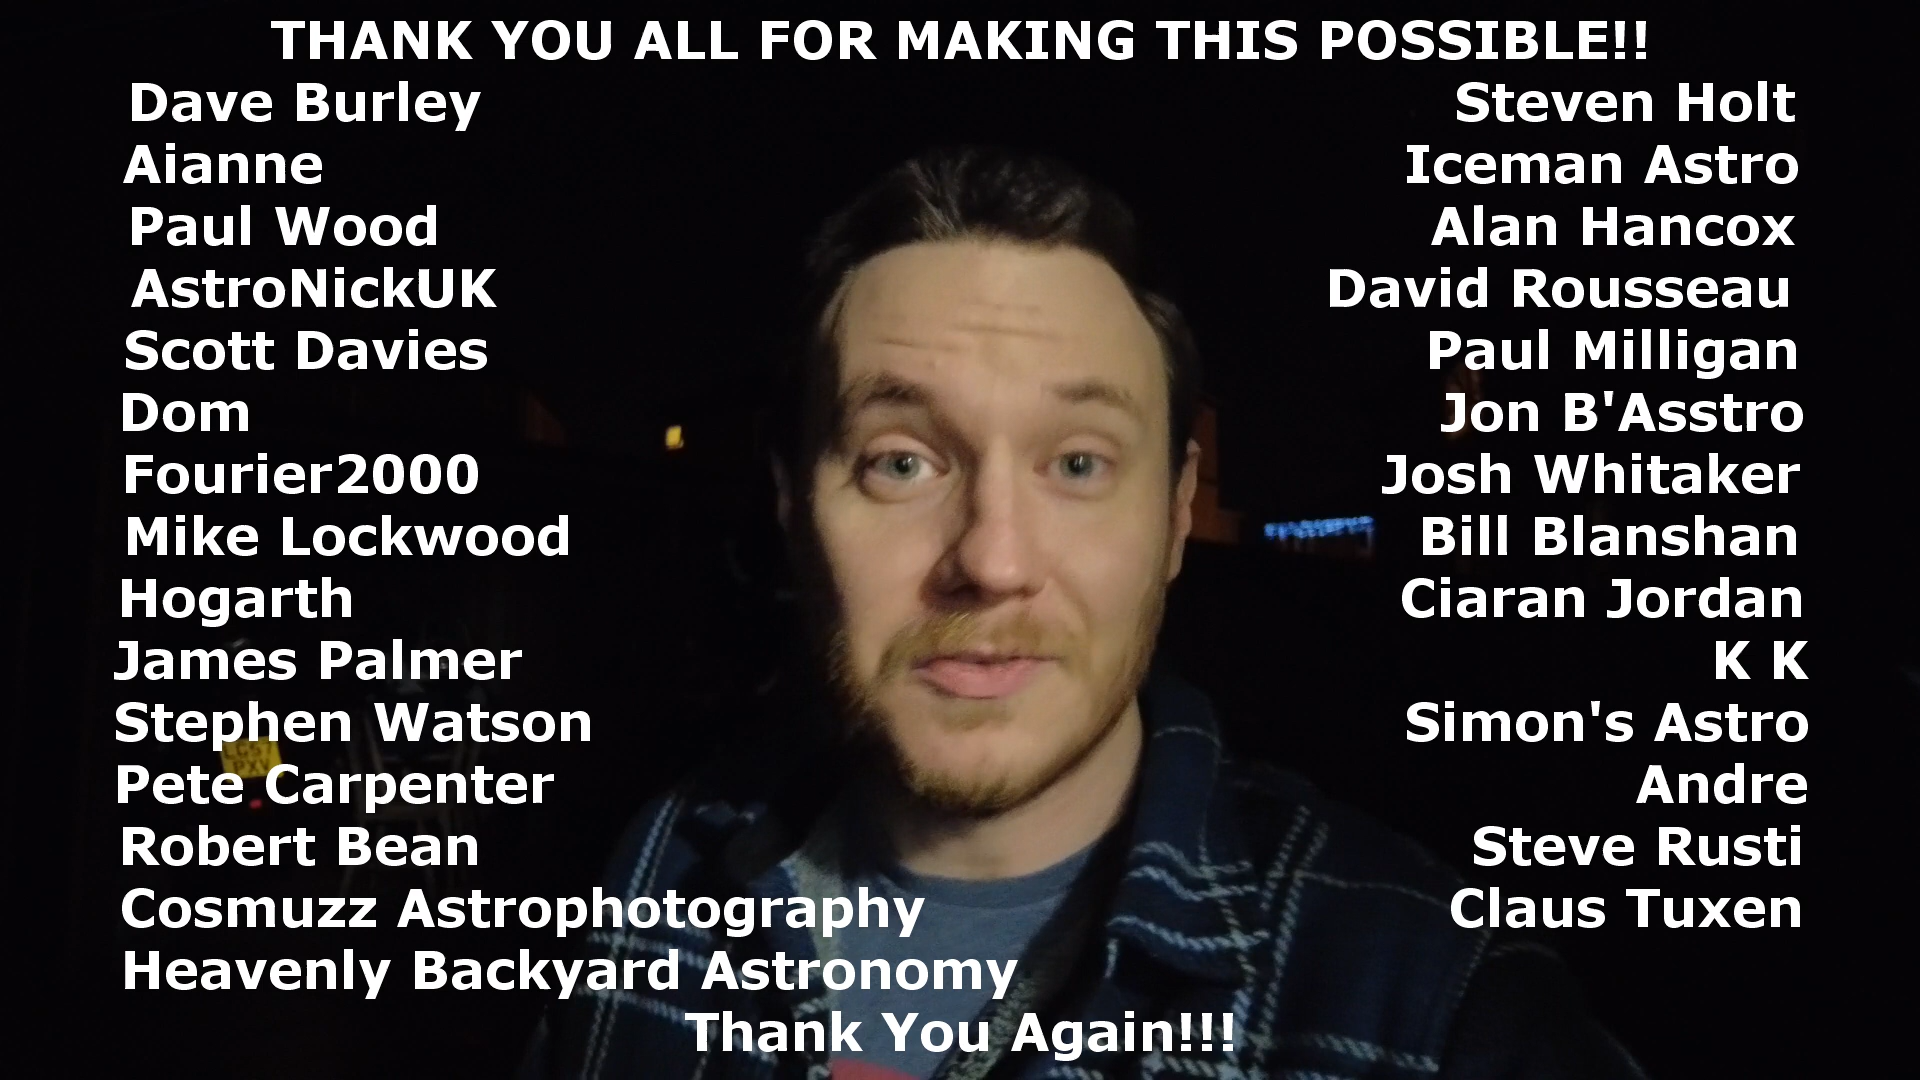 THANK YOU ALL FOR MAKING THIS POSSIBLE!!
Dave Burley
Aianne
Paul Wood
AstroNickUK
Scott Davies
Dom
Fourier2000
Mike Lockwood
Hogarth
James Palmer
Stephen Watson
Pete Carpenter
Robert Bean
Cosmuzz Astrophotography
Heavenly Backyard Astronomy
Steven Holt
Iceman Astro
Alan Hancox
David Rousseau
Paul Milligan
Jon B'Asstro
Josh Whitaker
Bill Blanshan
Ciaran Jordan
K K
Simon's Astro
Andre
Steve Rusti
Claus Tuxen
Thank You Again!!!